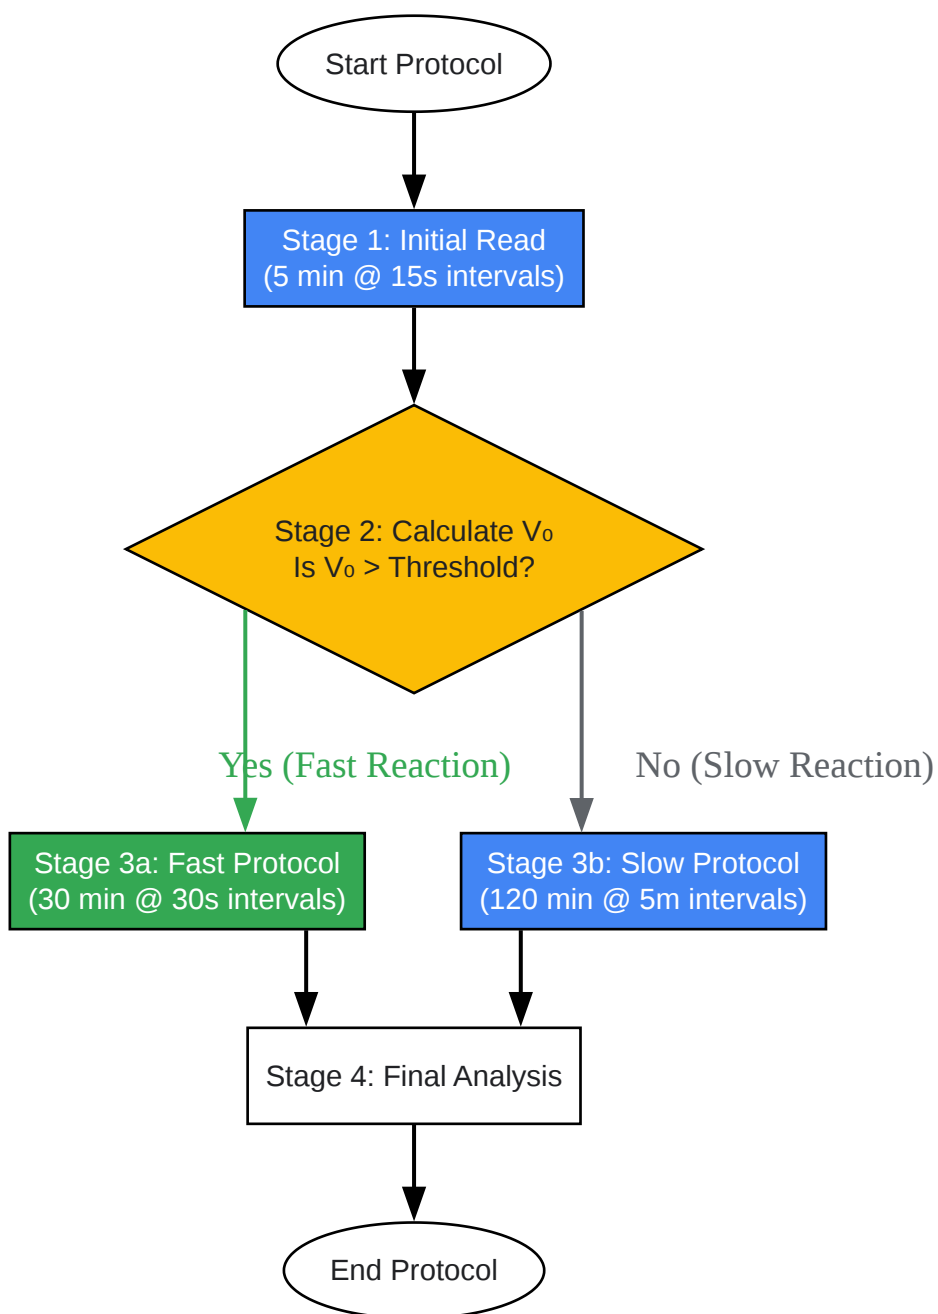 Start Protocol
Stage 1: Initial Read
(5 min @ 15s intervals)
Stage 2: Calculate V₀
Is V₀ > Threshold?
Yes (Fast Reaction)
No (Slow Reaction)
Stage 3a: Fast Protocol
(30 min @ 30s intervals)
Stage 3b: Slow Protocol
(120 min @ 5m intervals)
Stage 4: Final Analysis
End Protocol